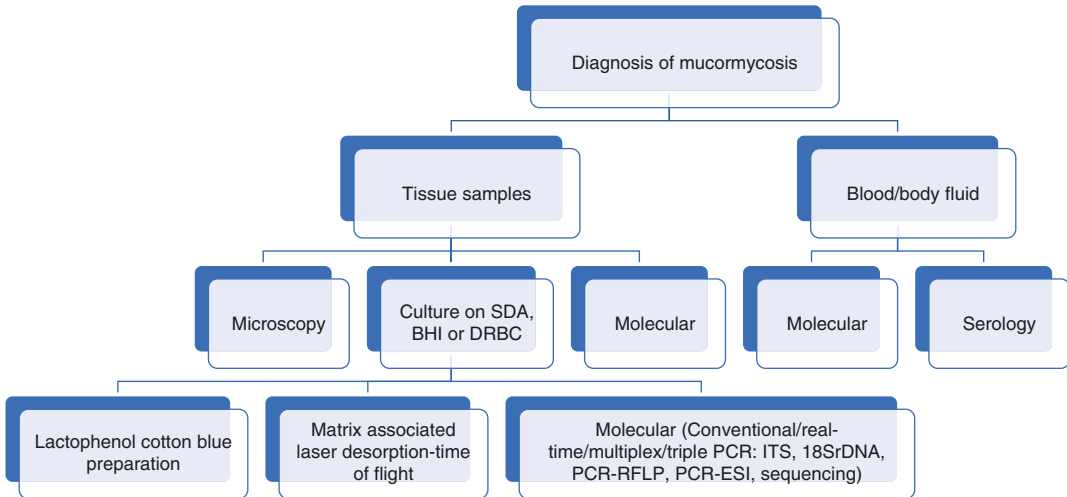 Diagnosis of mucormycosis
Tissue samples
Blood/body fluid
Microscopy
Culture on SDA,
BHI or DRBC
Molecular
Molecular
Serology
Lactophenol cotton blue
preparation
Matrix associated
laser desorption-time
of flight
Molecular (Conventional/real-
time/multiplex/triple PCR: ITS, 18SrDNA,
PCR-RFLP, PCR-ESI, sequencing)